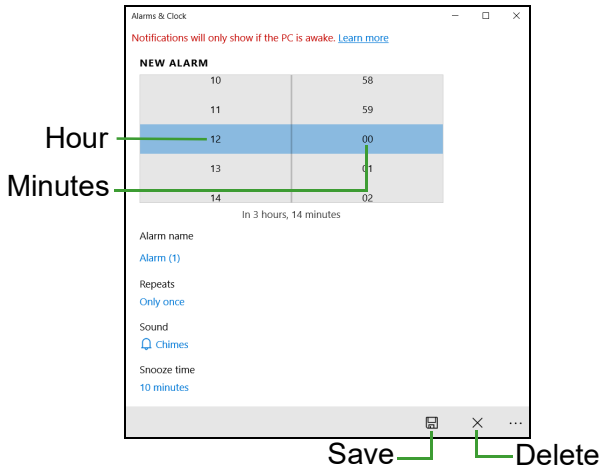 Alarms & Clock
Notifications will only show if the PC is awake. Learn more
NEW ALARM
10 58
11 59
Hour 12 00
13 01
Minutes 14 02
In 3 hours, 14 minutes
Alarm name
Alarm (1)
Repeats
Only once
Sound
Chimes
Snooze time
10 minutes
Save Delete